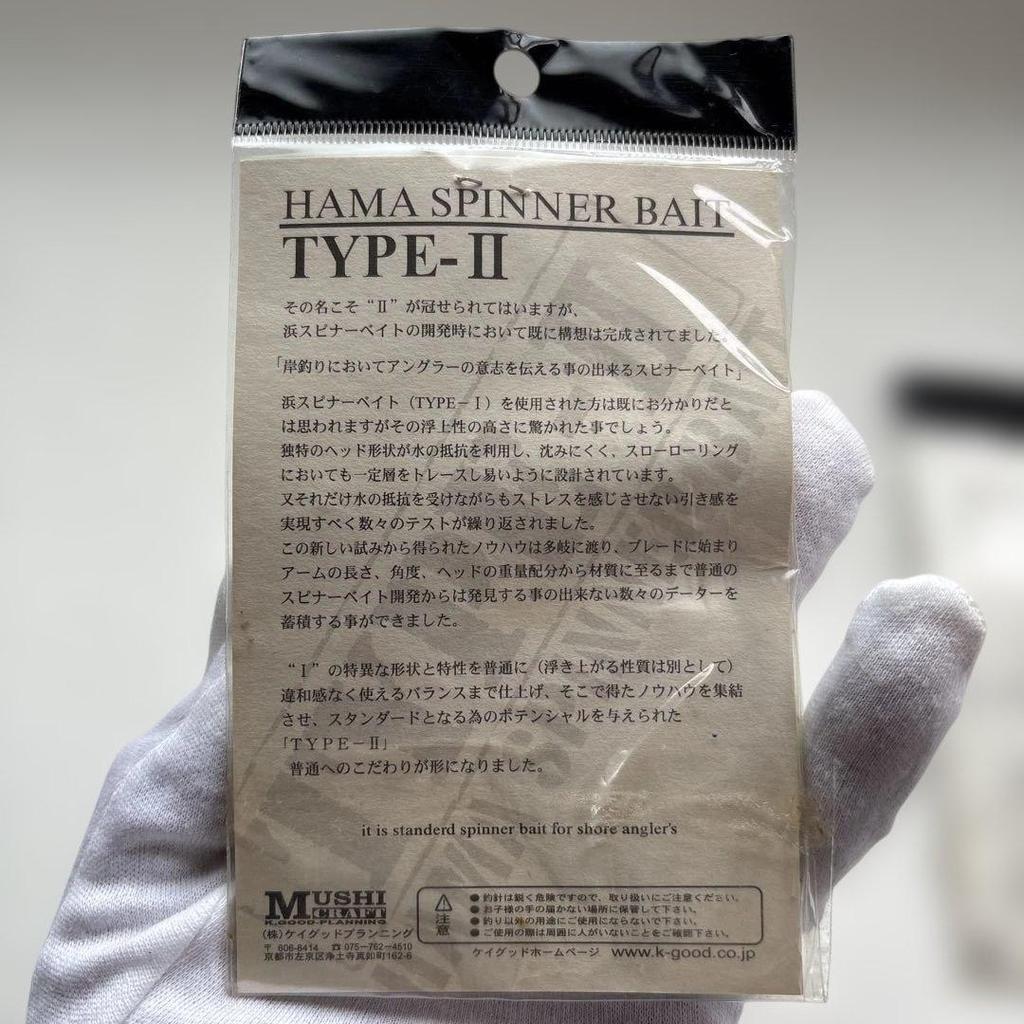 HAMA SPINNER BAIT
TYPE-Ⅱ
その名こそ“Ⅱ”が冠せられてはいますが、
浜スピナーベイトの開発時において既に構想は完成されてました。
「岸釣りにおいてアングラーの意志を伝える事の出来るスピナーベイト」
浜スピナーベイト（TYPE－Ⅰ）を使用された方は既にお分かりだと
は思われますがその浮上性の高さに驚かれた事でしょう。
独特のヘッド形状が水の抵抗を利用し、沈みにくく、スローローリング
においても一定層をトレースし易いように設計されています。
又それだけ水の抵抗を受けながらもストレスを感じさせない引き感を
実現すべく数々のテストが繰り返されました。
この新しい試みから得られたノウハウは多岐に渡り、ブレードに始まり
アームの長さ、角度、ヘッドの重量配分から材質に至るまで普通の
スピナーベイト開発からは発見する事の出来ない数々のデーターを
蓄積する事ができました。
“Ⅰ”の特異な形状と特性を普通に（浮き上がる性質は別として）
違和感なく使えるバランスまで仕上げ、そこで得たノウハウを集結
させ、スタンダードとなる為のポテンシャルを与えられた
「TYPE－Ⅱ」
普通へのこだわりが形になりました。
it is standerd spinner bait for shore angler's
MUSHI
CRAFT
K.GOOD-PLANNING
（株）ケイグッドプランニング
〒 606-8414 ☎ 075-762-4510
京都市左京区浄土寺真如町162-6
⚠注意
●釣針は鋭く危険ですので、取り扱いにご注意ください。
●お子様の手の届かない場所に保管して下さい。
●釣り以外の用途にご使用にならないで下さい。
●ご使用の際は周囲に人がいないことをご確認下さい。
ケイグッドホームページ www.k-good.co.jp